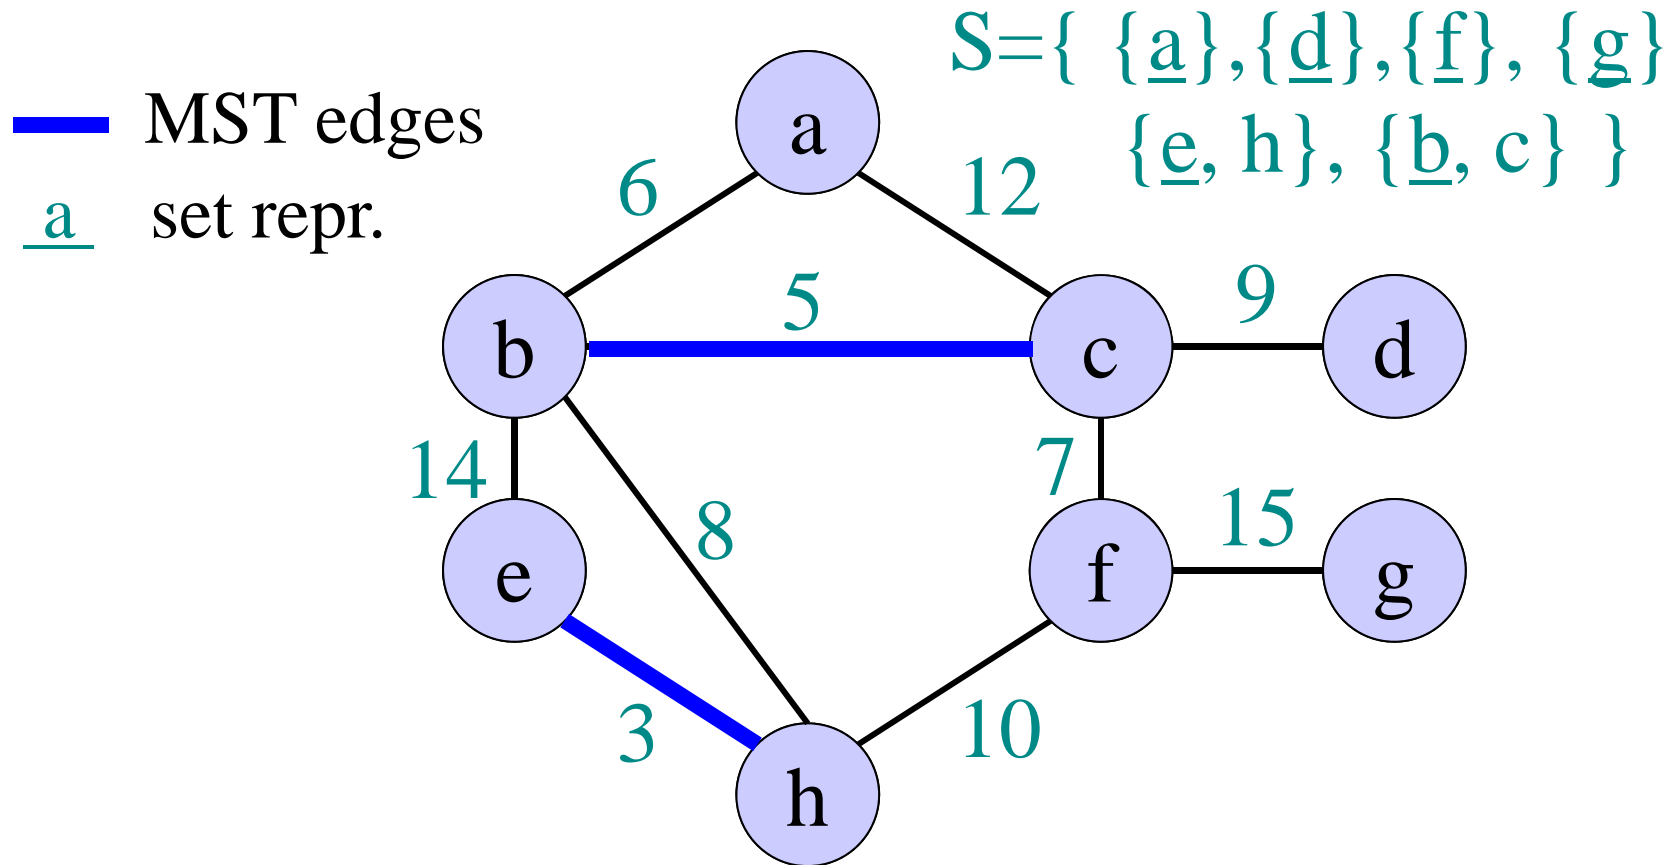 S={ {a},{d},{f}, {g}
{e, h}, {b, c} }
MST edges
a set repr.
a
6
12
5
9
b
c
d
14
7
8
15
e
f
g
3
10
h